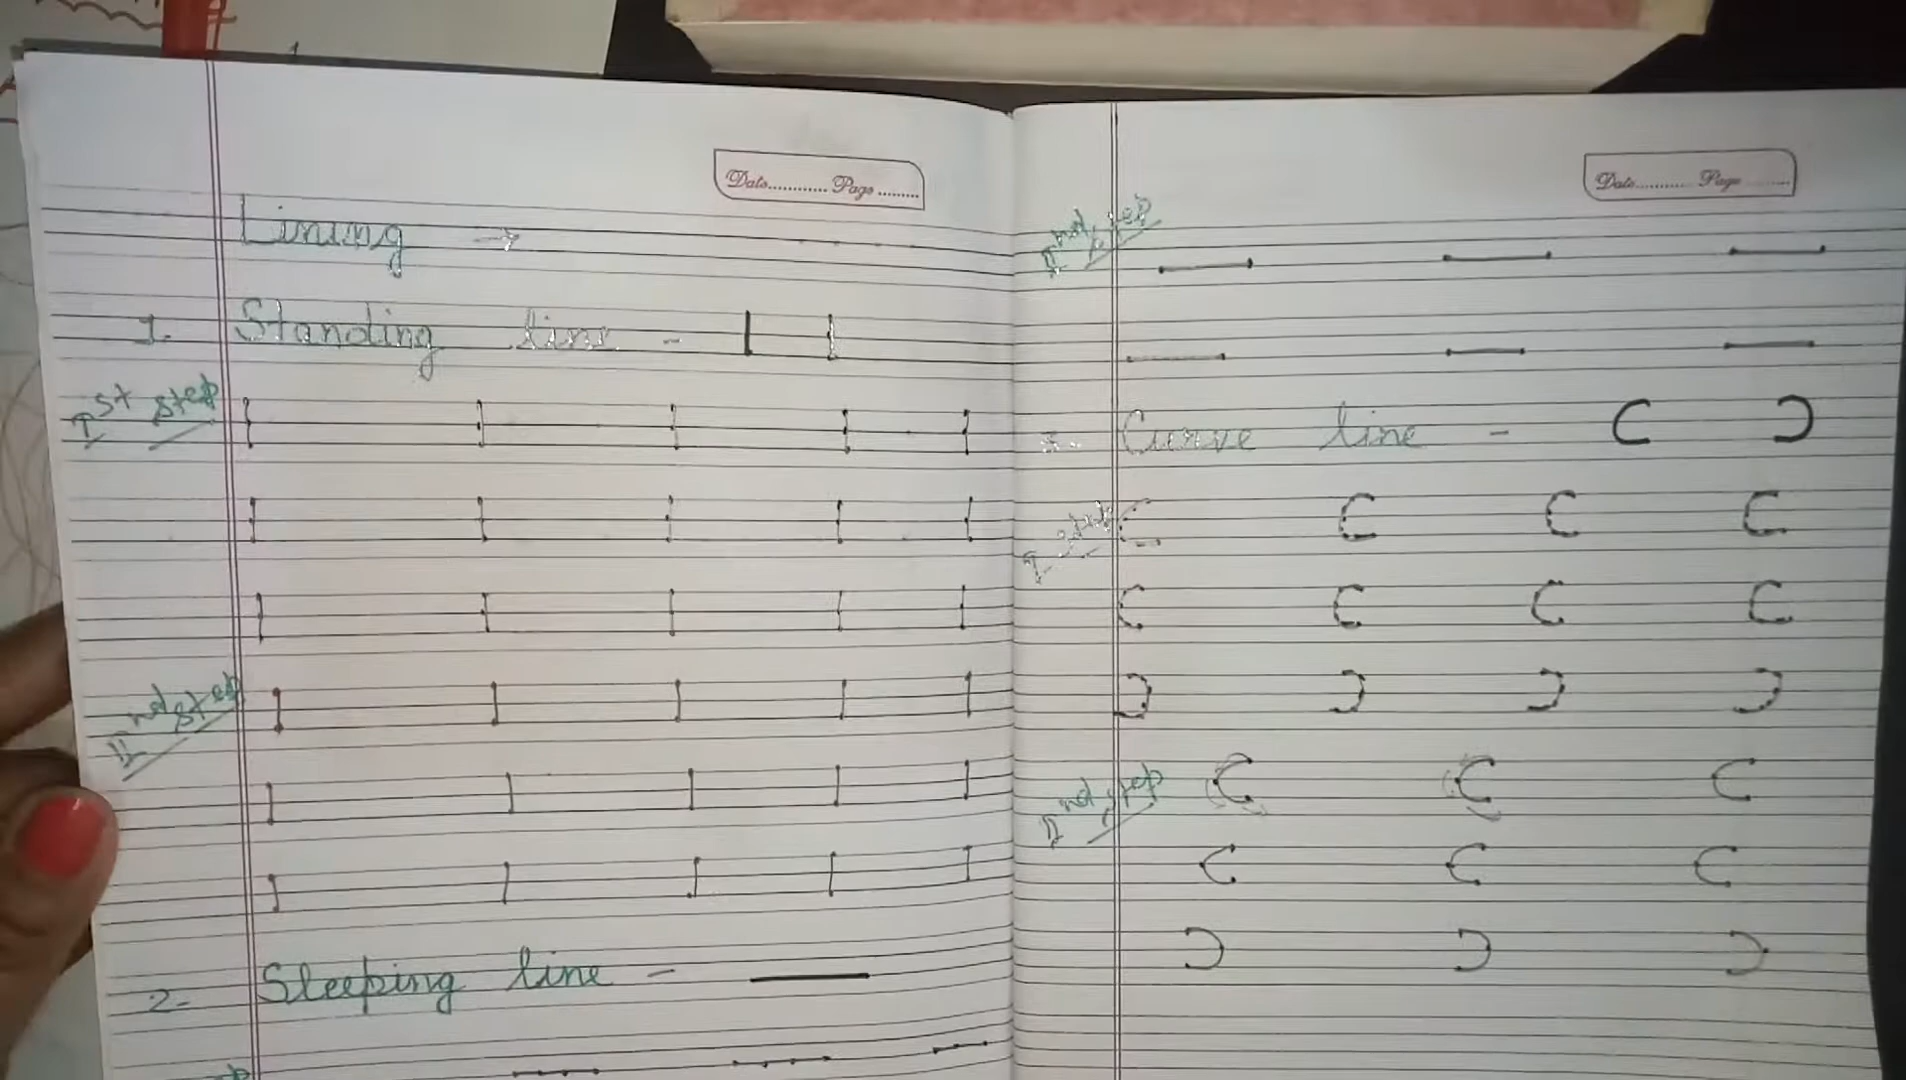 Date............ Page .........
Lining →
1. Standing line -
Ist step
IInd step
2- Sleeping line -
Date............ Page .........
IInd step
3. Curve line -
I step
IInd step